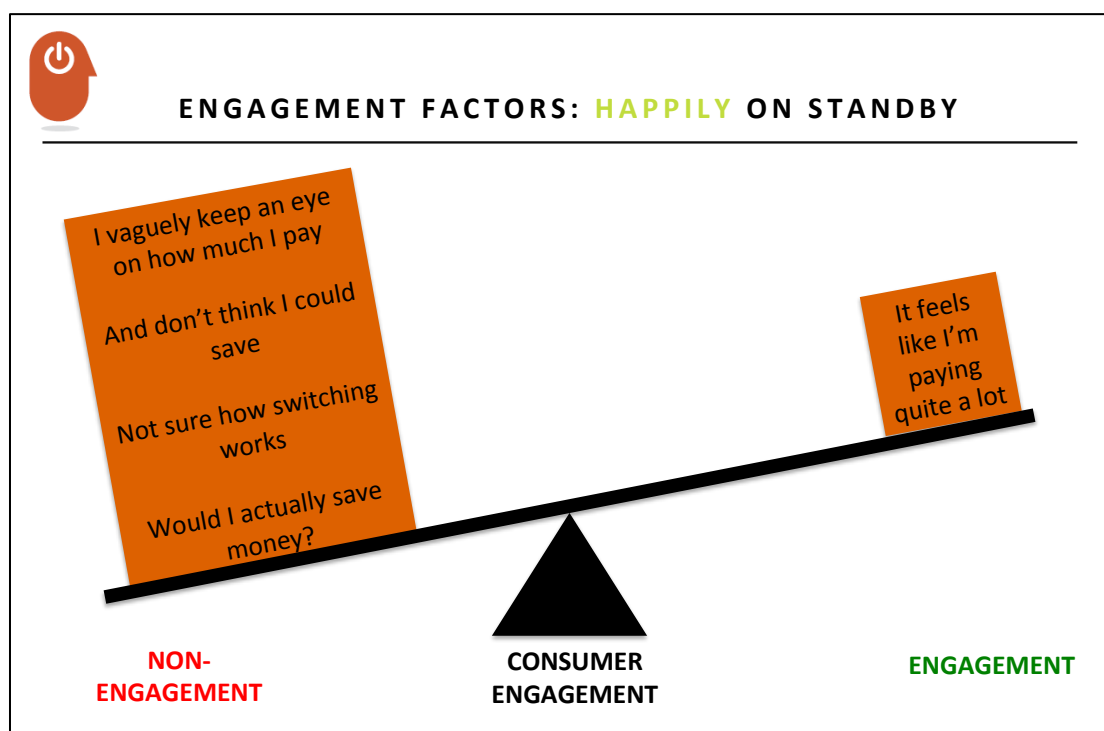 ENGAGEMENT FACTORS: HAPPILY ON STANDBY
I vaguely keep an eye
on how much I pay
And don’t think I could
save
Not sure how switching
works
Would I actually save
money?
It feels
like I’m
paying
quite a lot
NON-
ENGAGEMENT
CONSUMER
ENGAGEMENT
ENGAGEMENT